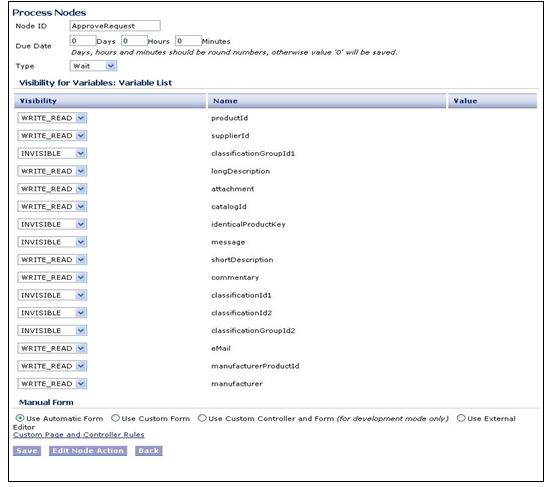 Process Nodes
Node ID ApproveRequest
Due Date 0 Days 0 Hours 0 Minutes
Days, hours and minutes should be round numbers, otherwise value '0' will be saved.
Type Wait
Visibility for Variables: Variable List
Visibility Name Value
WRITE_READ productId
WRITE_READ supplierId
INVISIBLE classificationGroupId1
WRITE_READ longDescription
WRITE_READ attachment
WRITE_READ catalogId
INVISIBLE identicalProductKey
INVISIBLE message
WRITE_READ shortDescription
WRITE_READ commentary
INVISIBLE classificationId1
INVISIBLE classificationId2
INVISIBLE classificationGroupId2
WRITE_READ eMail
WRITE_READ manufacturerProductId
WRITE_READ manufacturer
Manual Form
Use Automatic Form Use Custom Form Use Custom Controller and Form (for development mode only) Use External
Editor
Custom Page and Controller Rules
Save Edit Node Action Back